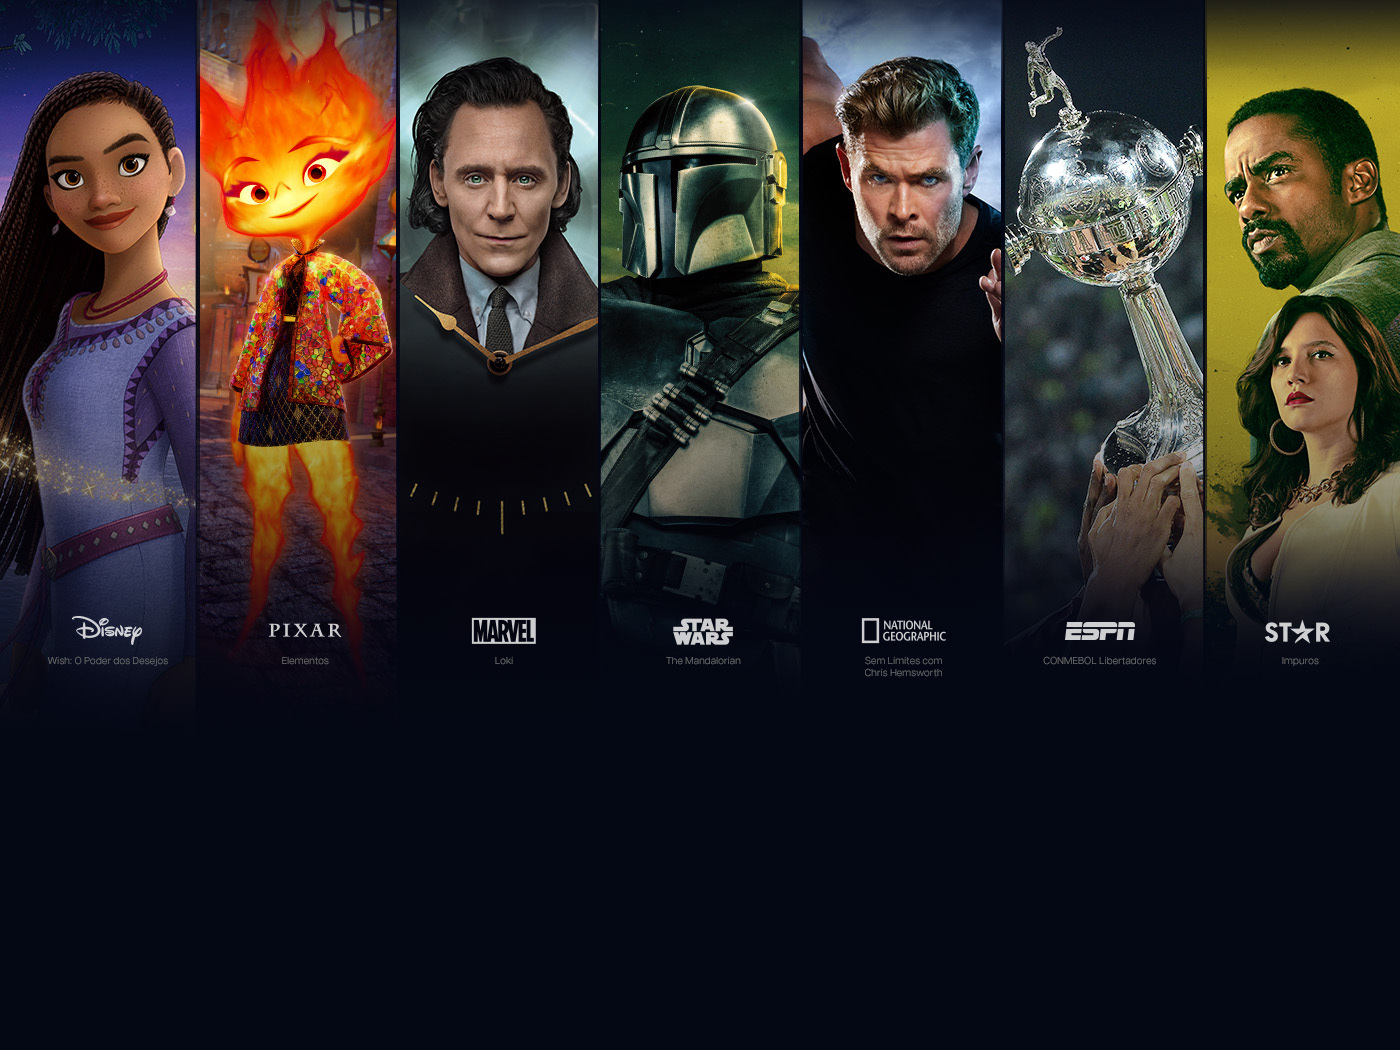 Disney
Wish: O Poder dos Desejos
PIXAR
Elementos
MARVEL
Loki
STAR
WARS
The Mandalorian
NATIONAL
GEOGRAPHIC
Sem Limites com
Chris Hemsworth
ESPN
CONMEBOL Libertadores
STAR
Impuros